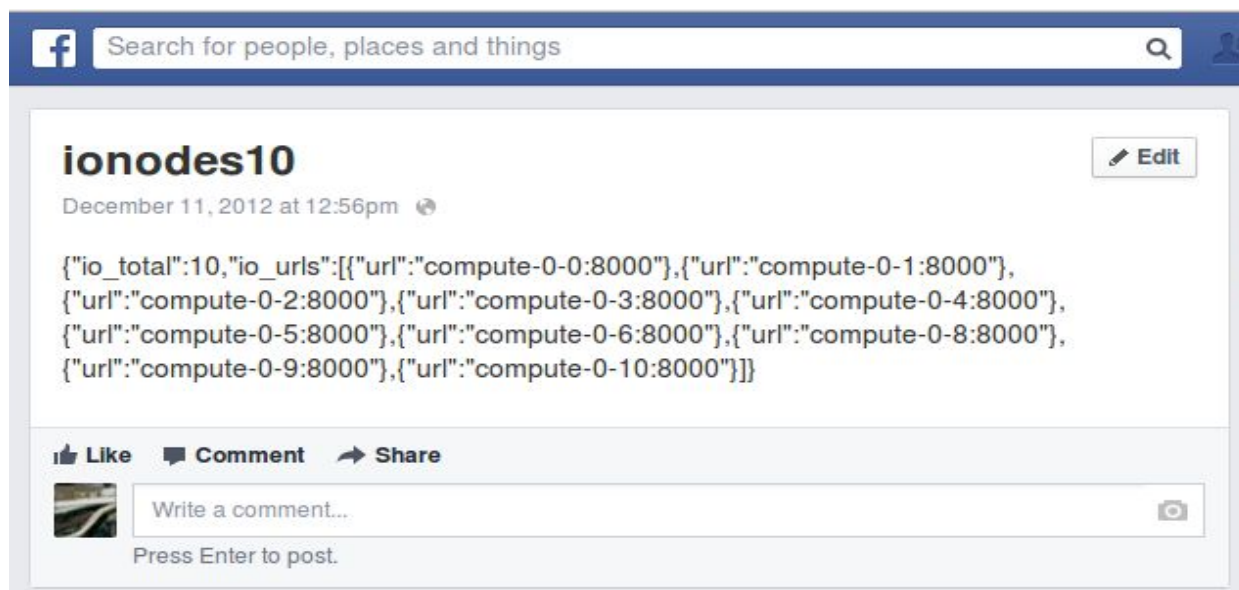 f Search for people, places and things
ionodes10
Edit
December 11, 2012 at 12:56pm
{"io_total":10,"io_urls":[{"url":"compute-0-0:8000"},{"url":"compute-0-1:8000"},
{"url":"compute-0-2:8000"},{"url":"compute-0-3:8000"},{"url":"compute-0-4:8000"},
{"url":"compute-0-5:8000"},{"url":"compute-0-6:8000"},{"url":"compute-0-8:8000"},
{"url":"compute-0-9:8000"},{"url":"compute-0-10:8000"}]}
Like Comment Share
Write a comment...
Press Enter to post.